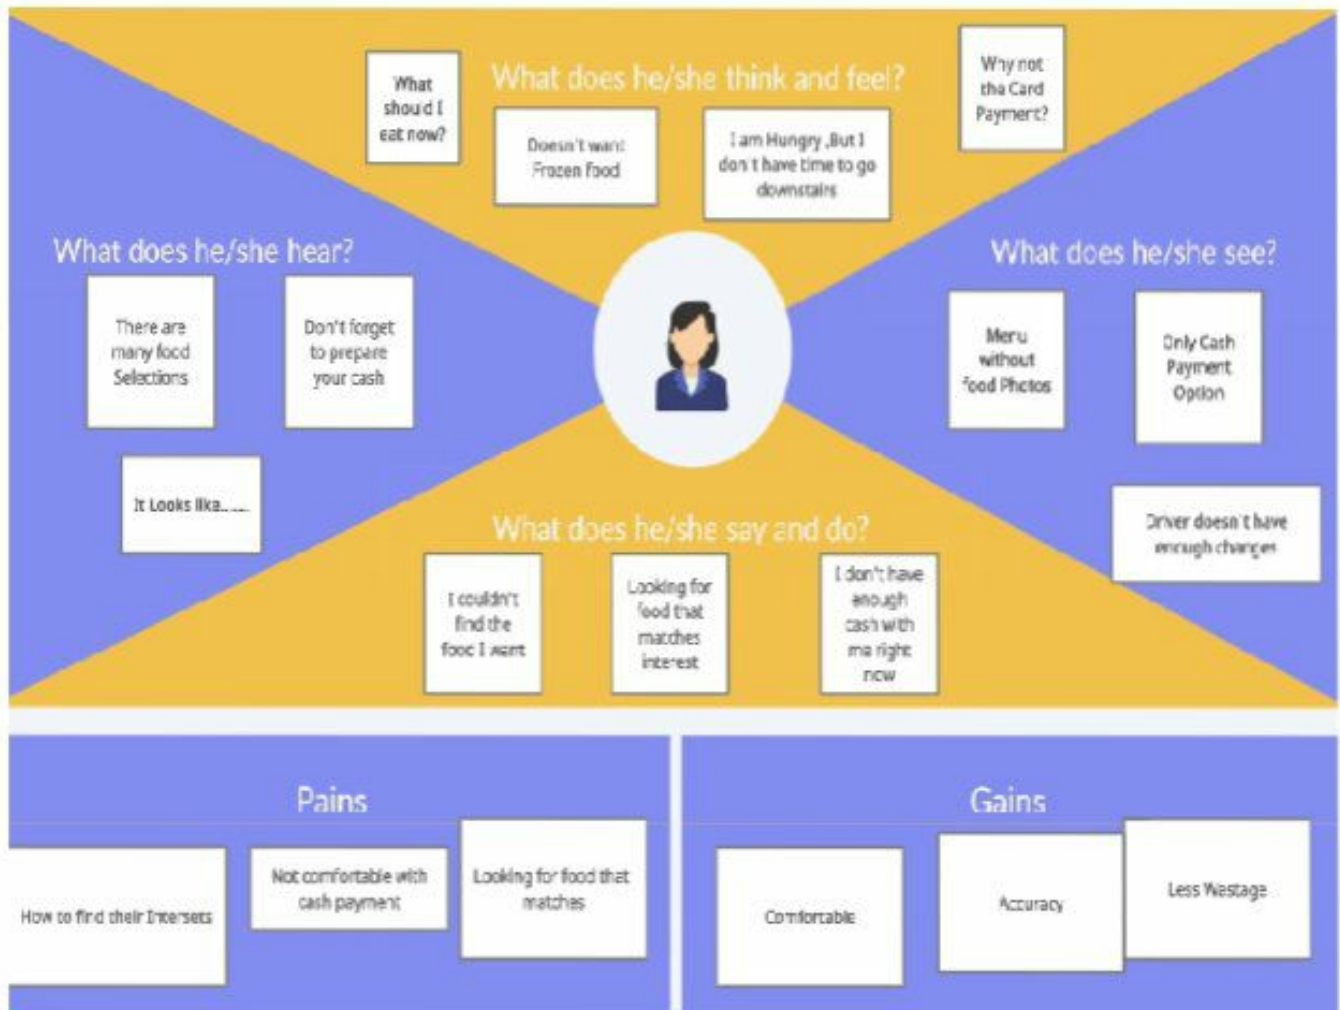 What does he/she think and feel?
What
should I
eat now?
Doesn't want
Frozen food
I am Hungry ,But I
don't have time to go
downstairs
Why not
the Card
Payment?
What does he/she hear?
There are
many food
Selections
Don't forget
to prepare
your cash
It Looks like......
What does he/she see?
Menu
without
food Photos
Only Cash
Payment
Option
Driver doesn't have
enough changes
What does he/she say and do?
I couldn't
find the
food I want
Looking for
food that
matches
interest
I don't have
enough
cash with
me right
now
Pains
How to find their Intersets
Not comfortable with
cash payment
Looking for food that
matches
Gains
Comfortable
Accuracy
Less Wastage